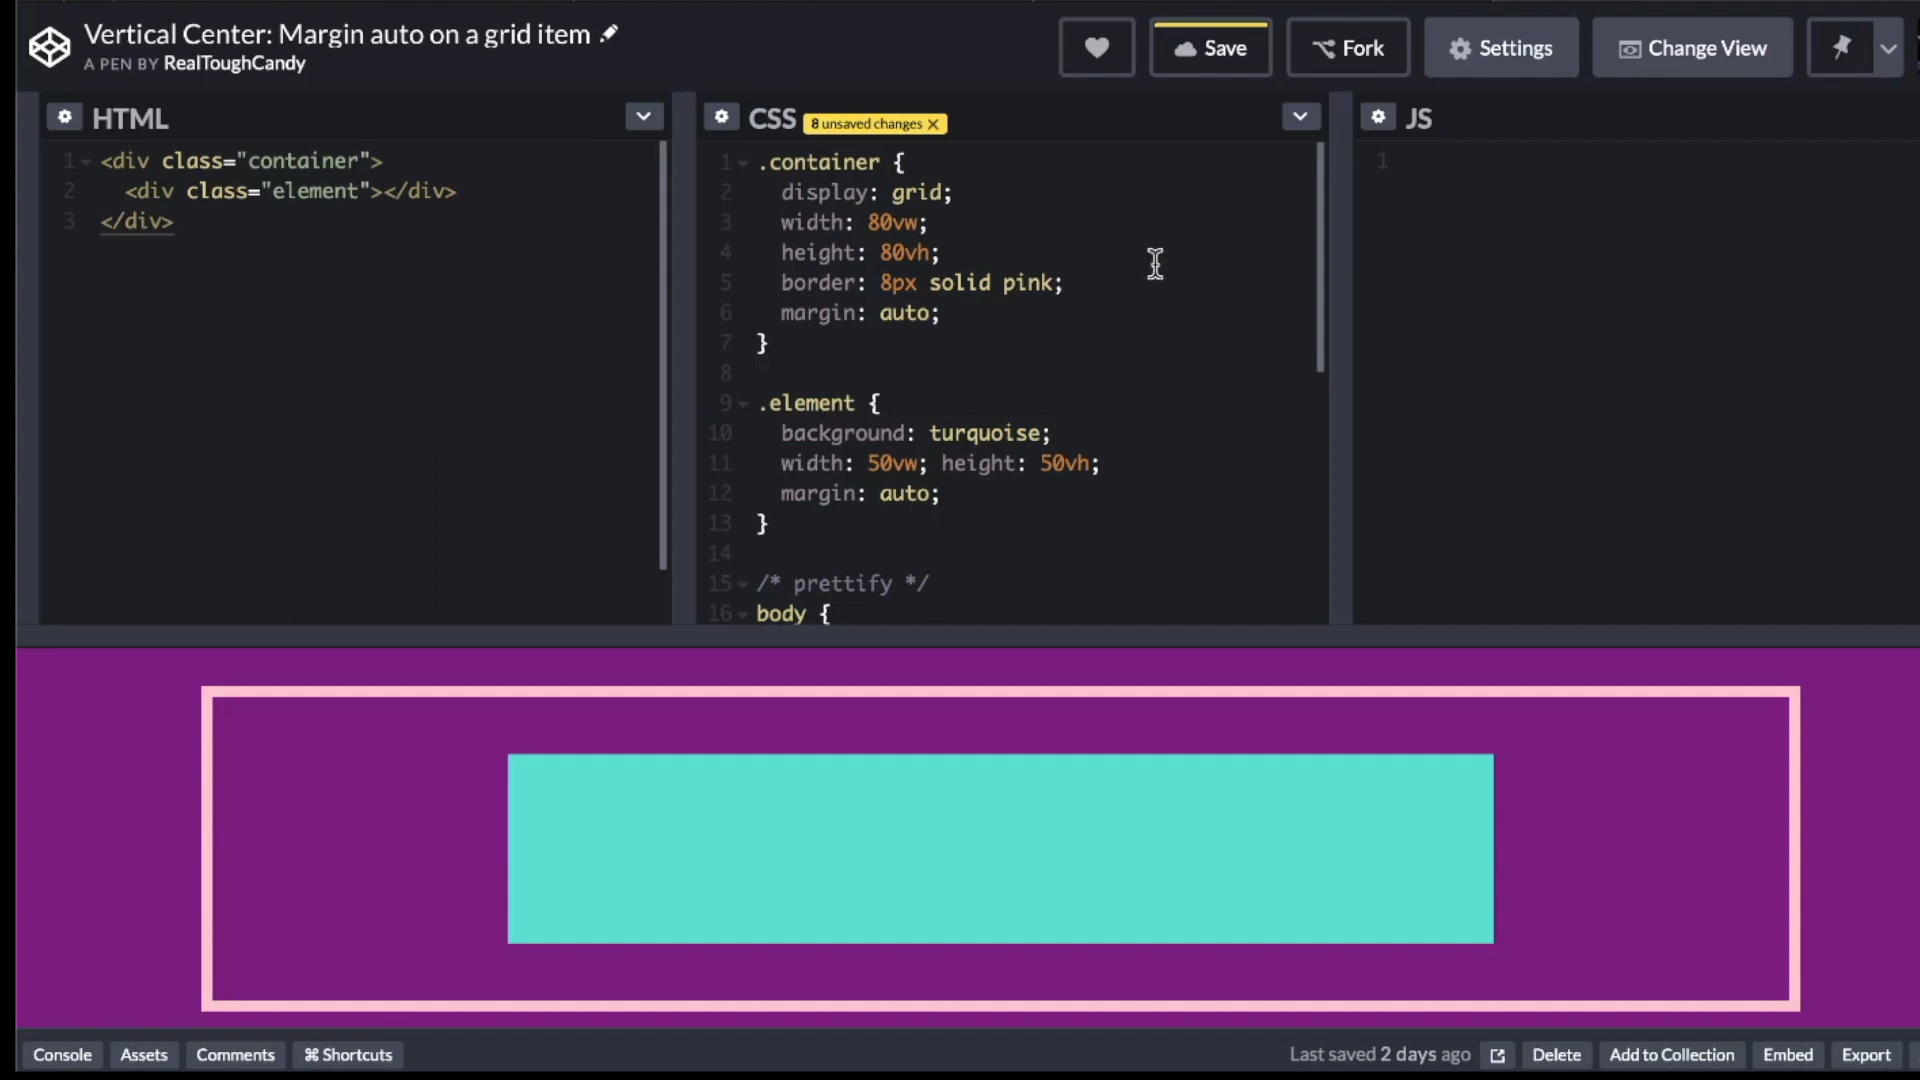 Vertical Center: Margin auto on a grid item
A PEN BY RealToughCandy
Save
Fork
Settings
Change View
HTML
1 <div class="container">
2 <div class="element"></div>
3 </div>
CSS 8 unsaved changes X
1 .container {
2 display: grid;
3 width: 80vw;
4 height: 80vh;
5 border: 8px solid pink;
6 margin: auto;
7 }
8
9 .element {
10 background: turquoise;
11 width: 50vw; height: 50vh;
12 margin: auto;
13 }
14
15 /* prettify */
16 body {
JS
1
Console Assets Comments ⌘ Shortcuts Last saved 2 days ago Delete Add to Collection Embed Export